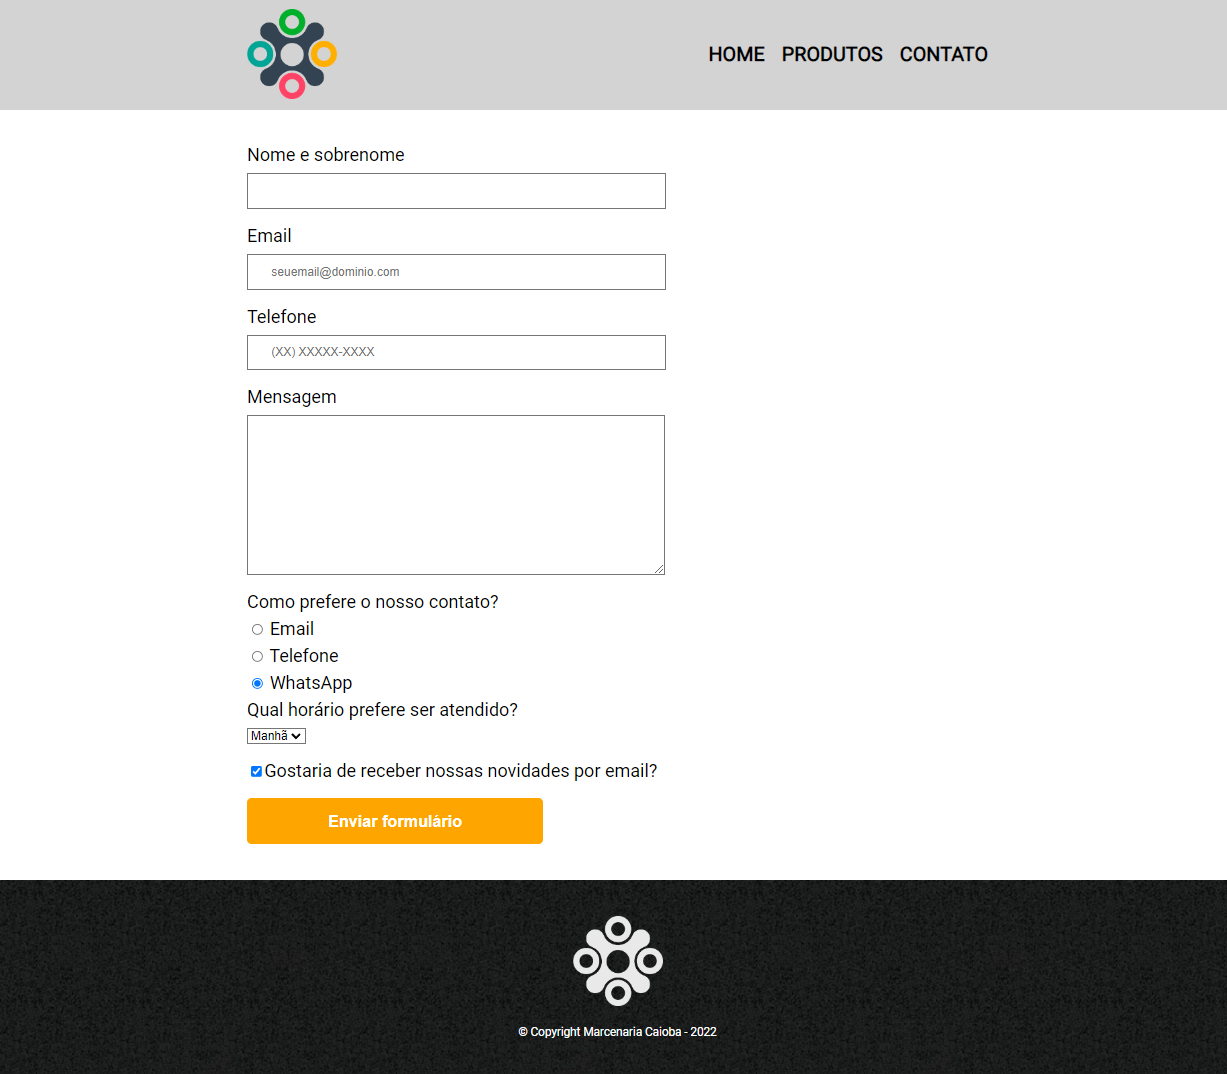 HOME PRODUTOS CONTATO
Nome e sobrenome
Email
seuemail@dominio.com
Telefone
(XX) XXXXX-XXXX
Mensagem
Como prefere o nosso contato?
Email
Telefone
WhatsApp
Qual horário prefere ser atendido?
Manhã
Gostaria de receber nossas novidades por email?
Enviar formulário
© Copyright Marcenaria Caioba - 2022